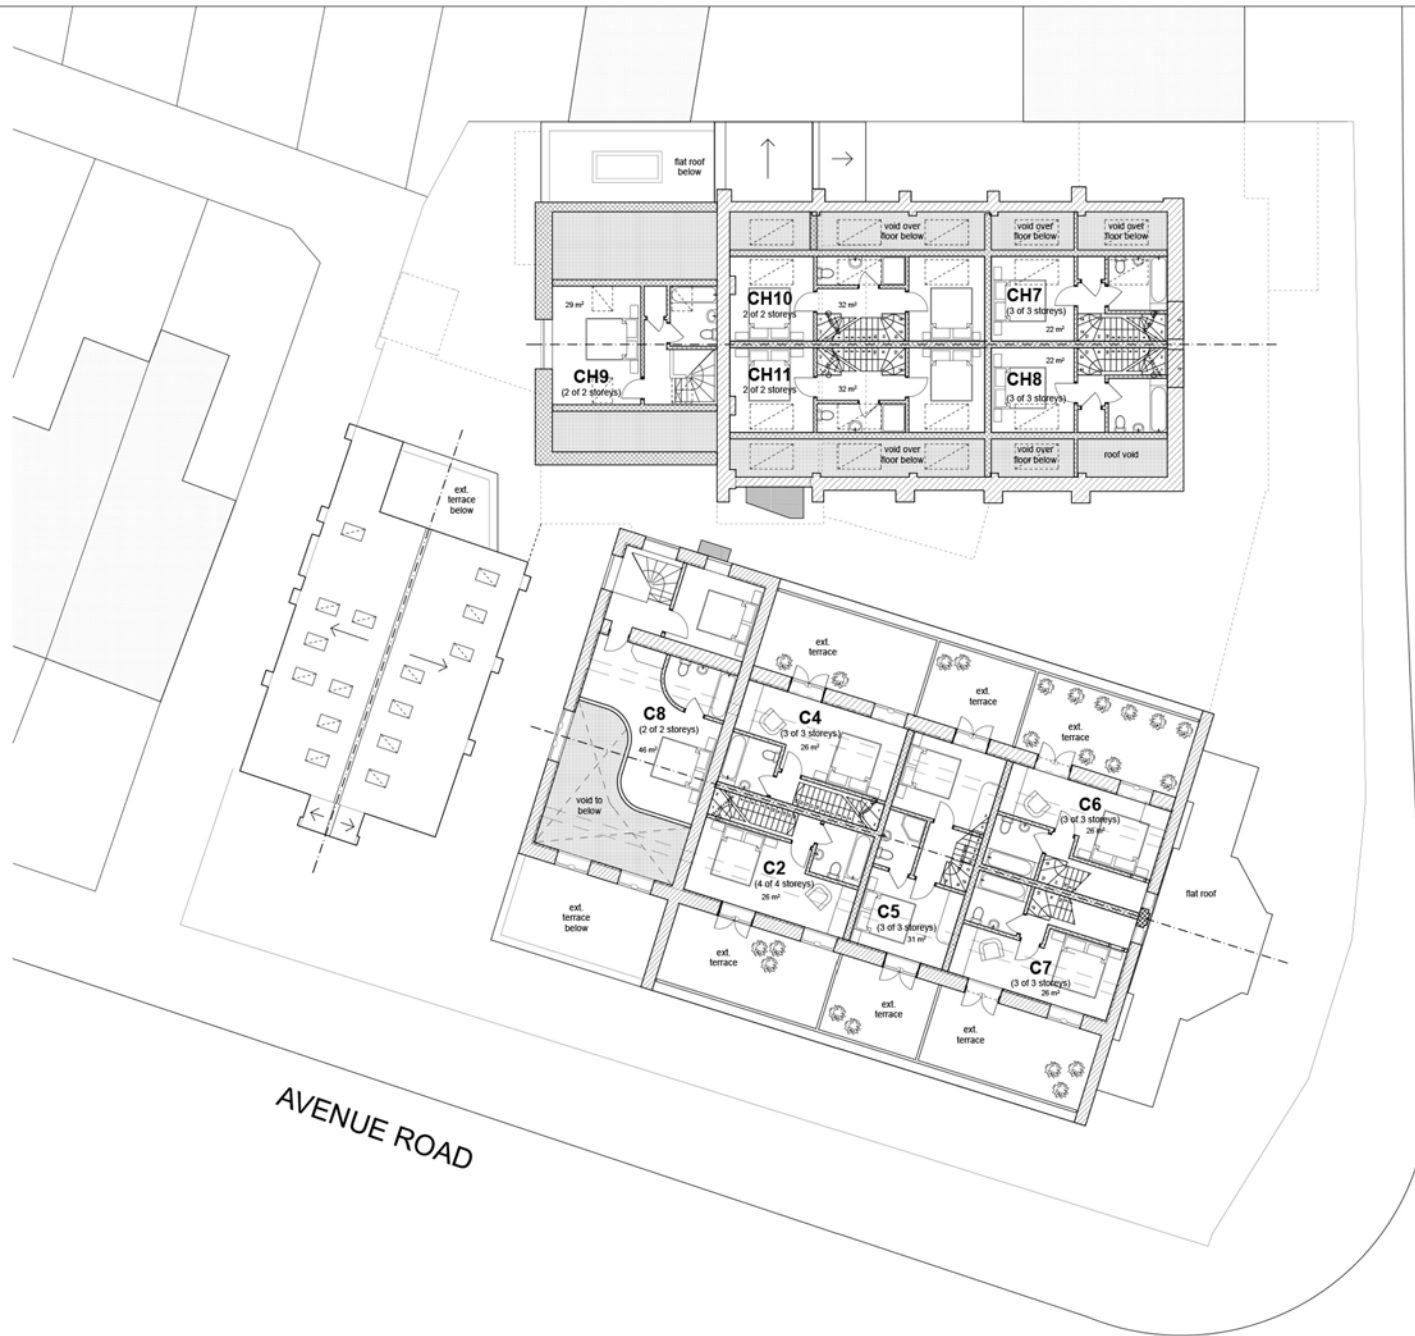 flat roof
below
void over
floor below
void over
floor below
void over
floor below
29 m²
CH10
2 of 2 storeys
32 m²
CH7
(3 of 3 storeys)
22 m²
CH9
(2 of 2 storeys)
CH11
2 of 2 storeys
32 m²
22 m²
CH8
(3 of 3 storeys)
void over
floor below
void over
floor below
roof void
ext.
terrace
below
ext.
terrace
ext.
terrace
ext.
terrace
C8
(2 of 2 storeys)
46 m²
C4
(3 of 3 storeys)
26 m²
void to
below
C6
(3 of 3 storeys)
26 m²
C2
(4 of 4 storeys)
26 m²
flat roof
C5
(3 of 3 storeys)
31 m²
ext.
terrace
below
ext.
terrace
C7
(3 of 3 storeys)
26 m²
ext.
terrace
ext.
terrace
AVENUE ROAD